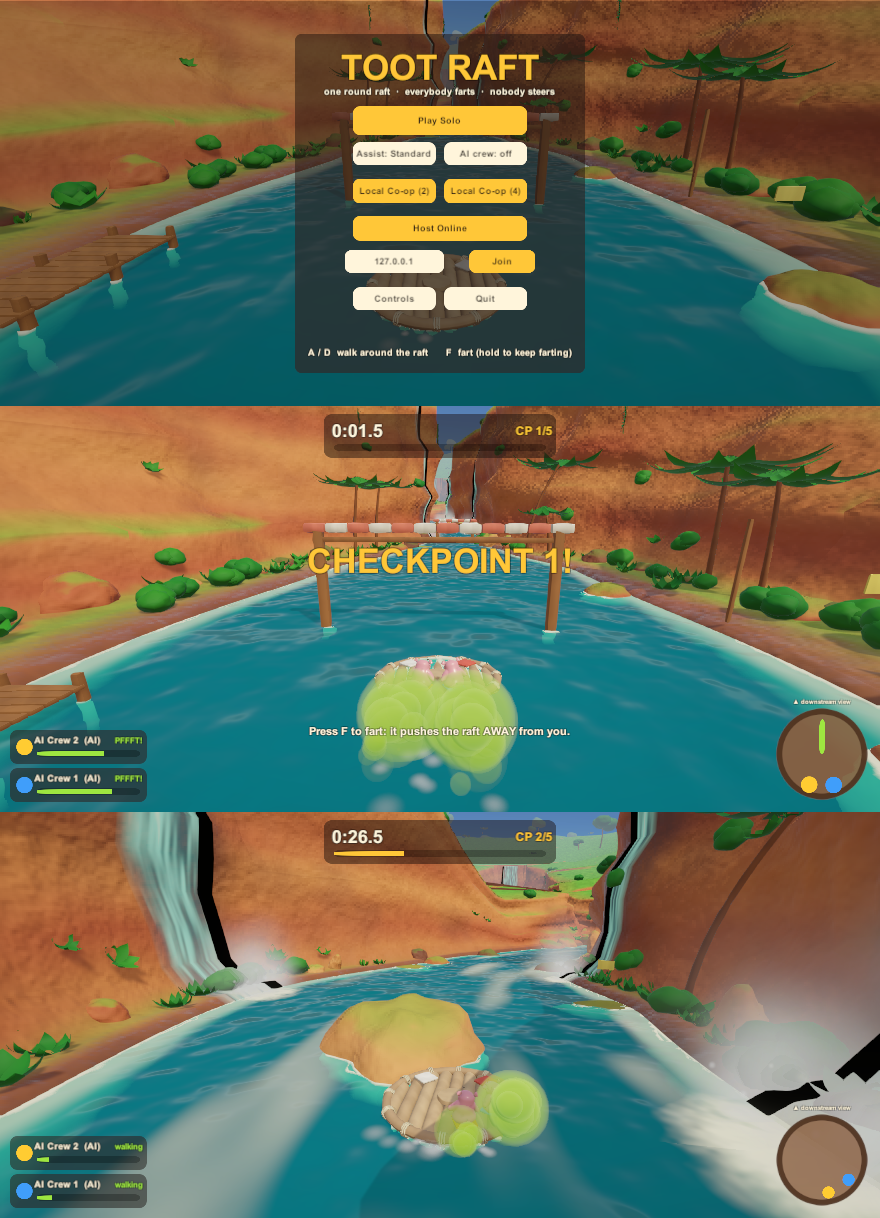 TOOT RAFT
one round raft · everybody farts · nobody steers
Play Solo
Assist: Standard AI crew: off
Local Co-op (2) Local Co-op (4)
Host Online
127.0.0.1 Join
Controls Quit
A / D walk around the raft F fart (hold to keep farting)
0:01.5 CP 1/5
CHECKPOINT 1!
Press F to fart: it pushes the raft AWAY from you.
▲ downstream view
AI Crew 2 (AI) PFFFT!
AI Crew 1 (AI) PFFFT!
0:26.5 CP 2/5
▲ downstream view
AI Crew 2 (AI) walking
AI Crew 1 (AI) walking